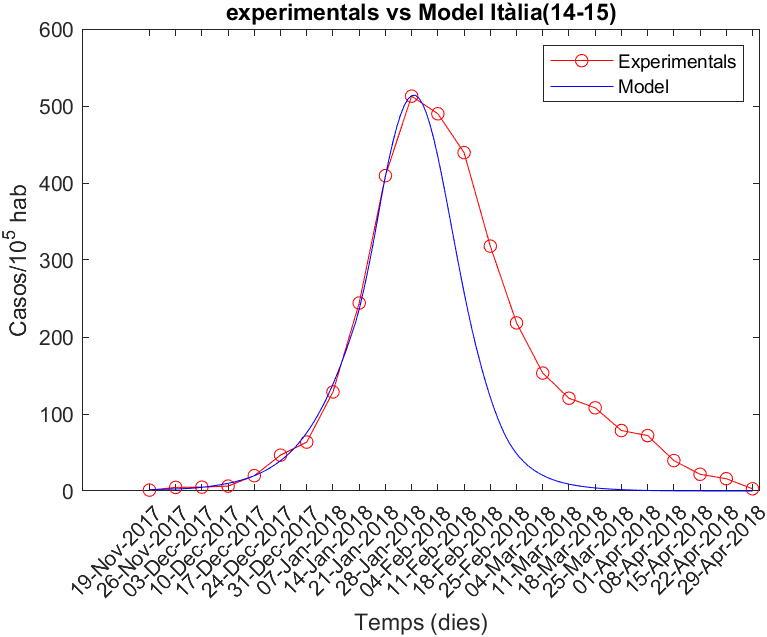 experimentals vs Model Itàlia(14-15)
600
500
400
300
200
100
0
Casos/10^5 hab
Experimentals
Model
19-Nov-2017
26-Nov-2017
03-Dec-2017
10-Dec-2017
17-Dec-2017
24-Dec-2017
31-Dec-2017
07-Jan-2018
14-Jan-2018
21-Jan-2018
28-Jan-2018
04-Feb-2018
11-Feb-2018
18-Feb-2018
25-Feb-2018
04-Mar-2018
11-Mar-2018
18-Mar-2018
25-Mar-2018
01-Apr-2018
08-Apr-2018
15-Apr-2018
22-Apr-2018
29-Apr-2018
Temps (dies)